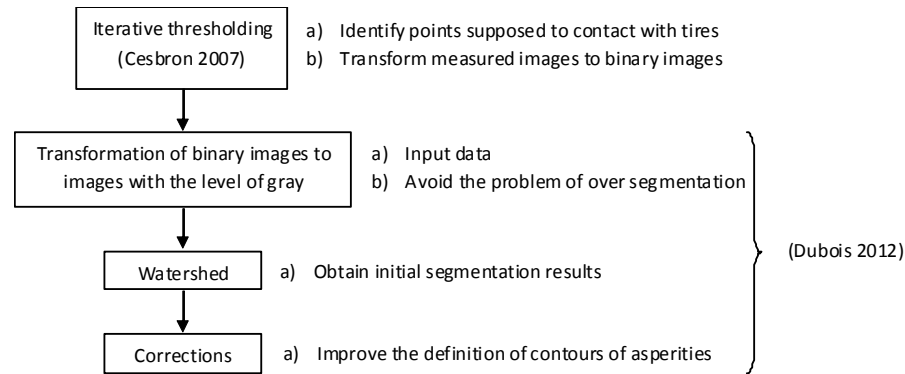 Iterative thresholding
(Cesbron 2007)
a) Identify points supposed to contact with tires
b) Transform measured images to binary images
Transformation of binary images to
images with the level of gray
a) Input data
b) Avoid the problem of over segmentation
Watershed
a) Obtain initial segmentation results
Corrections
a) Improve the definition of contours of asperities
(Dubois 2012)